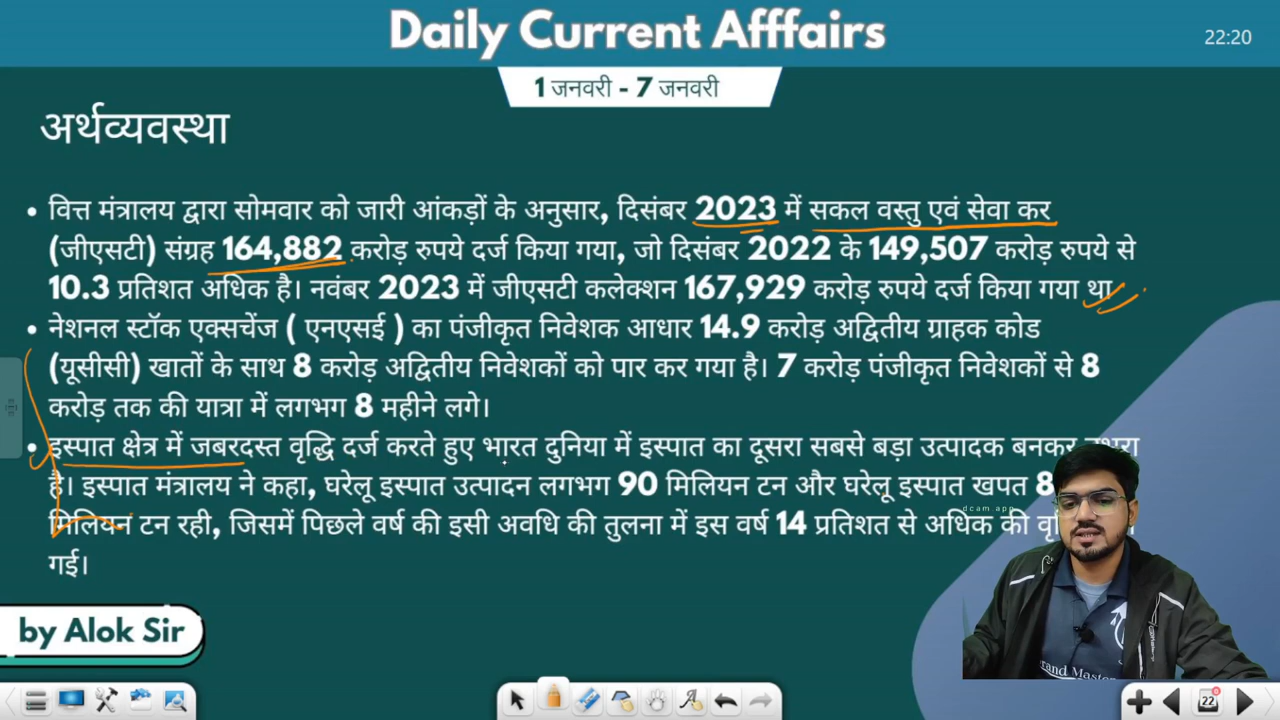 Daily Current Afffairs
22:20
1 जनवरी - 7 जनवरी
अर्थव्यवस्था
• वित्त मंत्रालय द्वारा सोमवार को जारी आंकड़ों के अनुसार, दिसंबर 2023 में सकल वस्तु एवं सेवा कर
(जीएसटी) संग्रह 164,882 करोड़ रुपये दर्ज किया गया, जो दिसंबर 2022 के 149,507 करोड़ रुपये से
10.3 प्रतिशत अधिक है। नवंबर 2023 में जीएसटी कलेक्शन 167,929 करोड़ रुपये दर्ज किया गया था
• नेशनल स्टॉक एक्सचेंज ( एनएसई ) का पंजीकृत निवेशक आधार 14.9 करोड़ अद्वितीय ग्राहक कोड
(यूसीसी) खातों के साथ 8 करोड़ अद्वितीय निवेशकों को पार कर गया है। 7 करोड़ पंजीकृत निवेशकों से 8
करोड़ तक की यात्रा में लगभग 8 महीने लगे।
• इस्पात क्षेत्र में जबरदस्त वृद्धि दर्ज करते हुए भारत दुनिया में इस्पात का दूसरा सबसे बड़ा उत्पादक बनकर
है। इस्पात मंत्रालय ने कहा, घरेलू इस्पात उत्पादन लगभग 90 मिलियन टन और घरेलू इस्पात खपत
मिलियन टन रही, जिसमें पिछले वर्ष की इसी अवधि की तुलना में इस वर्ष 14 प्रतिशत से अधिक की
गई।
dcam.app
by Alok Sir
22